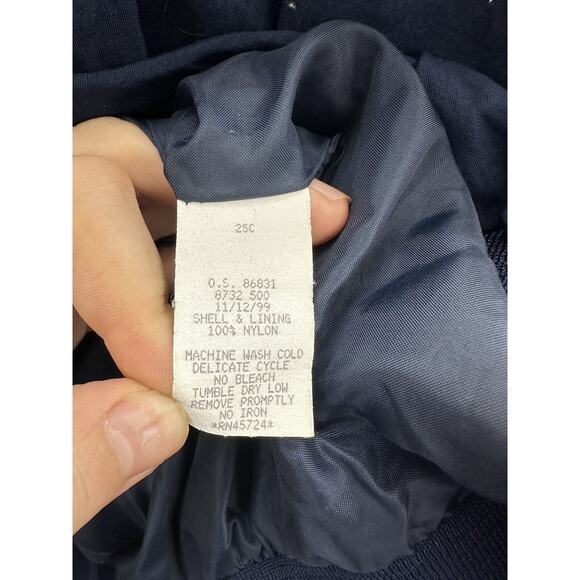 25C
O.S. 86831
8732 500
11/12/99
SHELL & LINING
100% NYLON
MACHINE WASH COLD
DELICATE CYCLE
NO BLEACH
TUMBLE DRY LOW
REMOVE PROMPTLY
NO IRON
*RN45724*